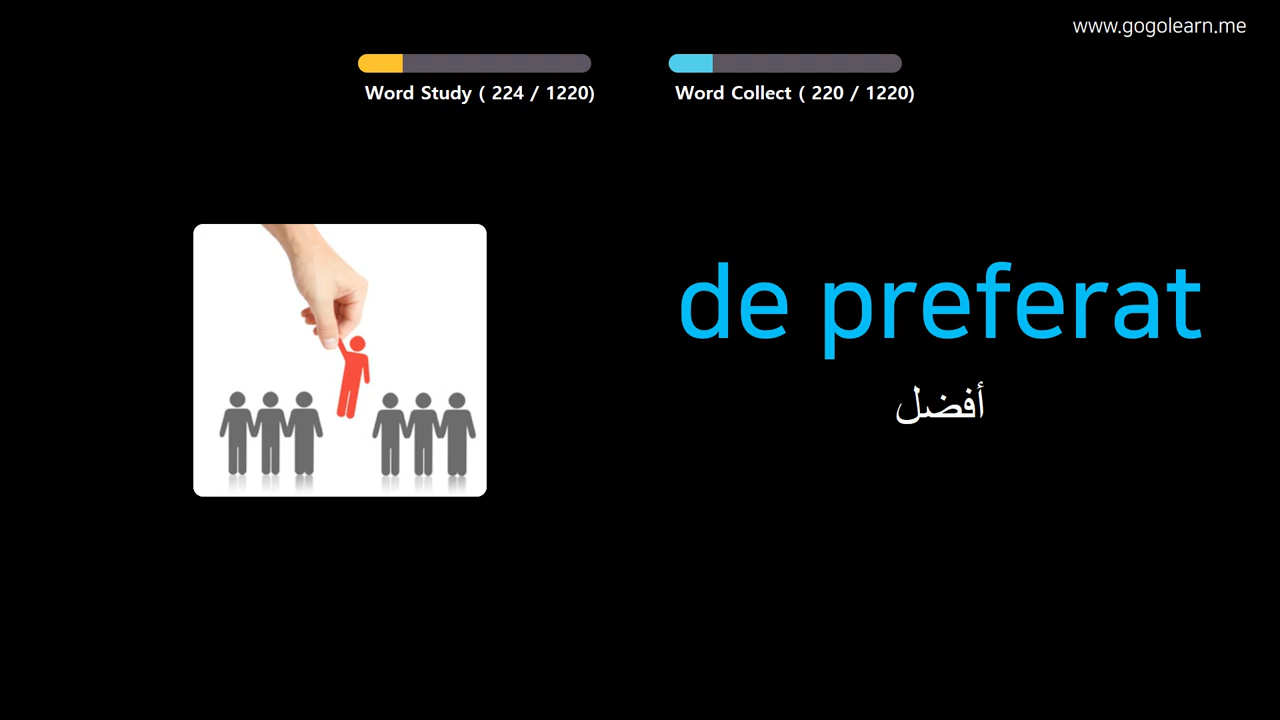 www.gogolearn.me
Word Study ( 224 / 1220)
Word Collect ( 220 / 1220)
de preferat
أفضل